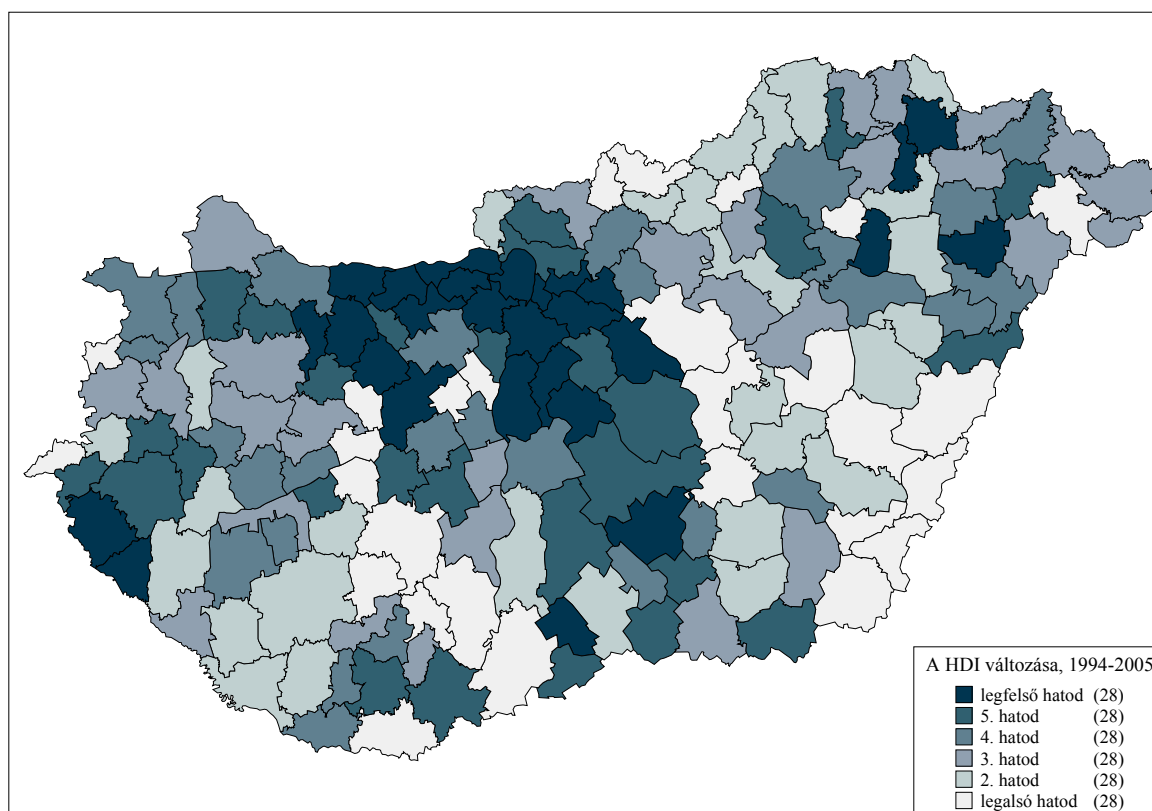 A HDI változása, 1994-2005
legfelső hatod (28)
5. hatod (28)
4. hatod (28)
3. hatod (28)
2. hatod (28)
legalsó hatod (28)